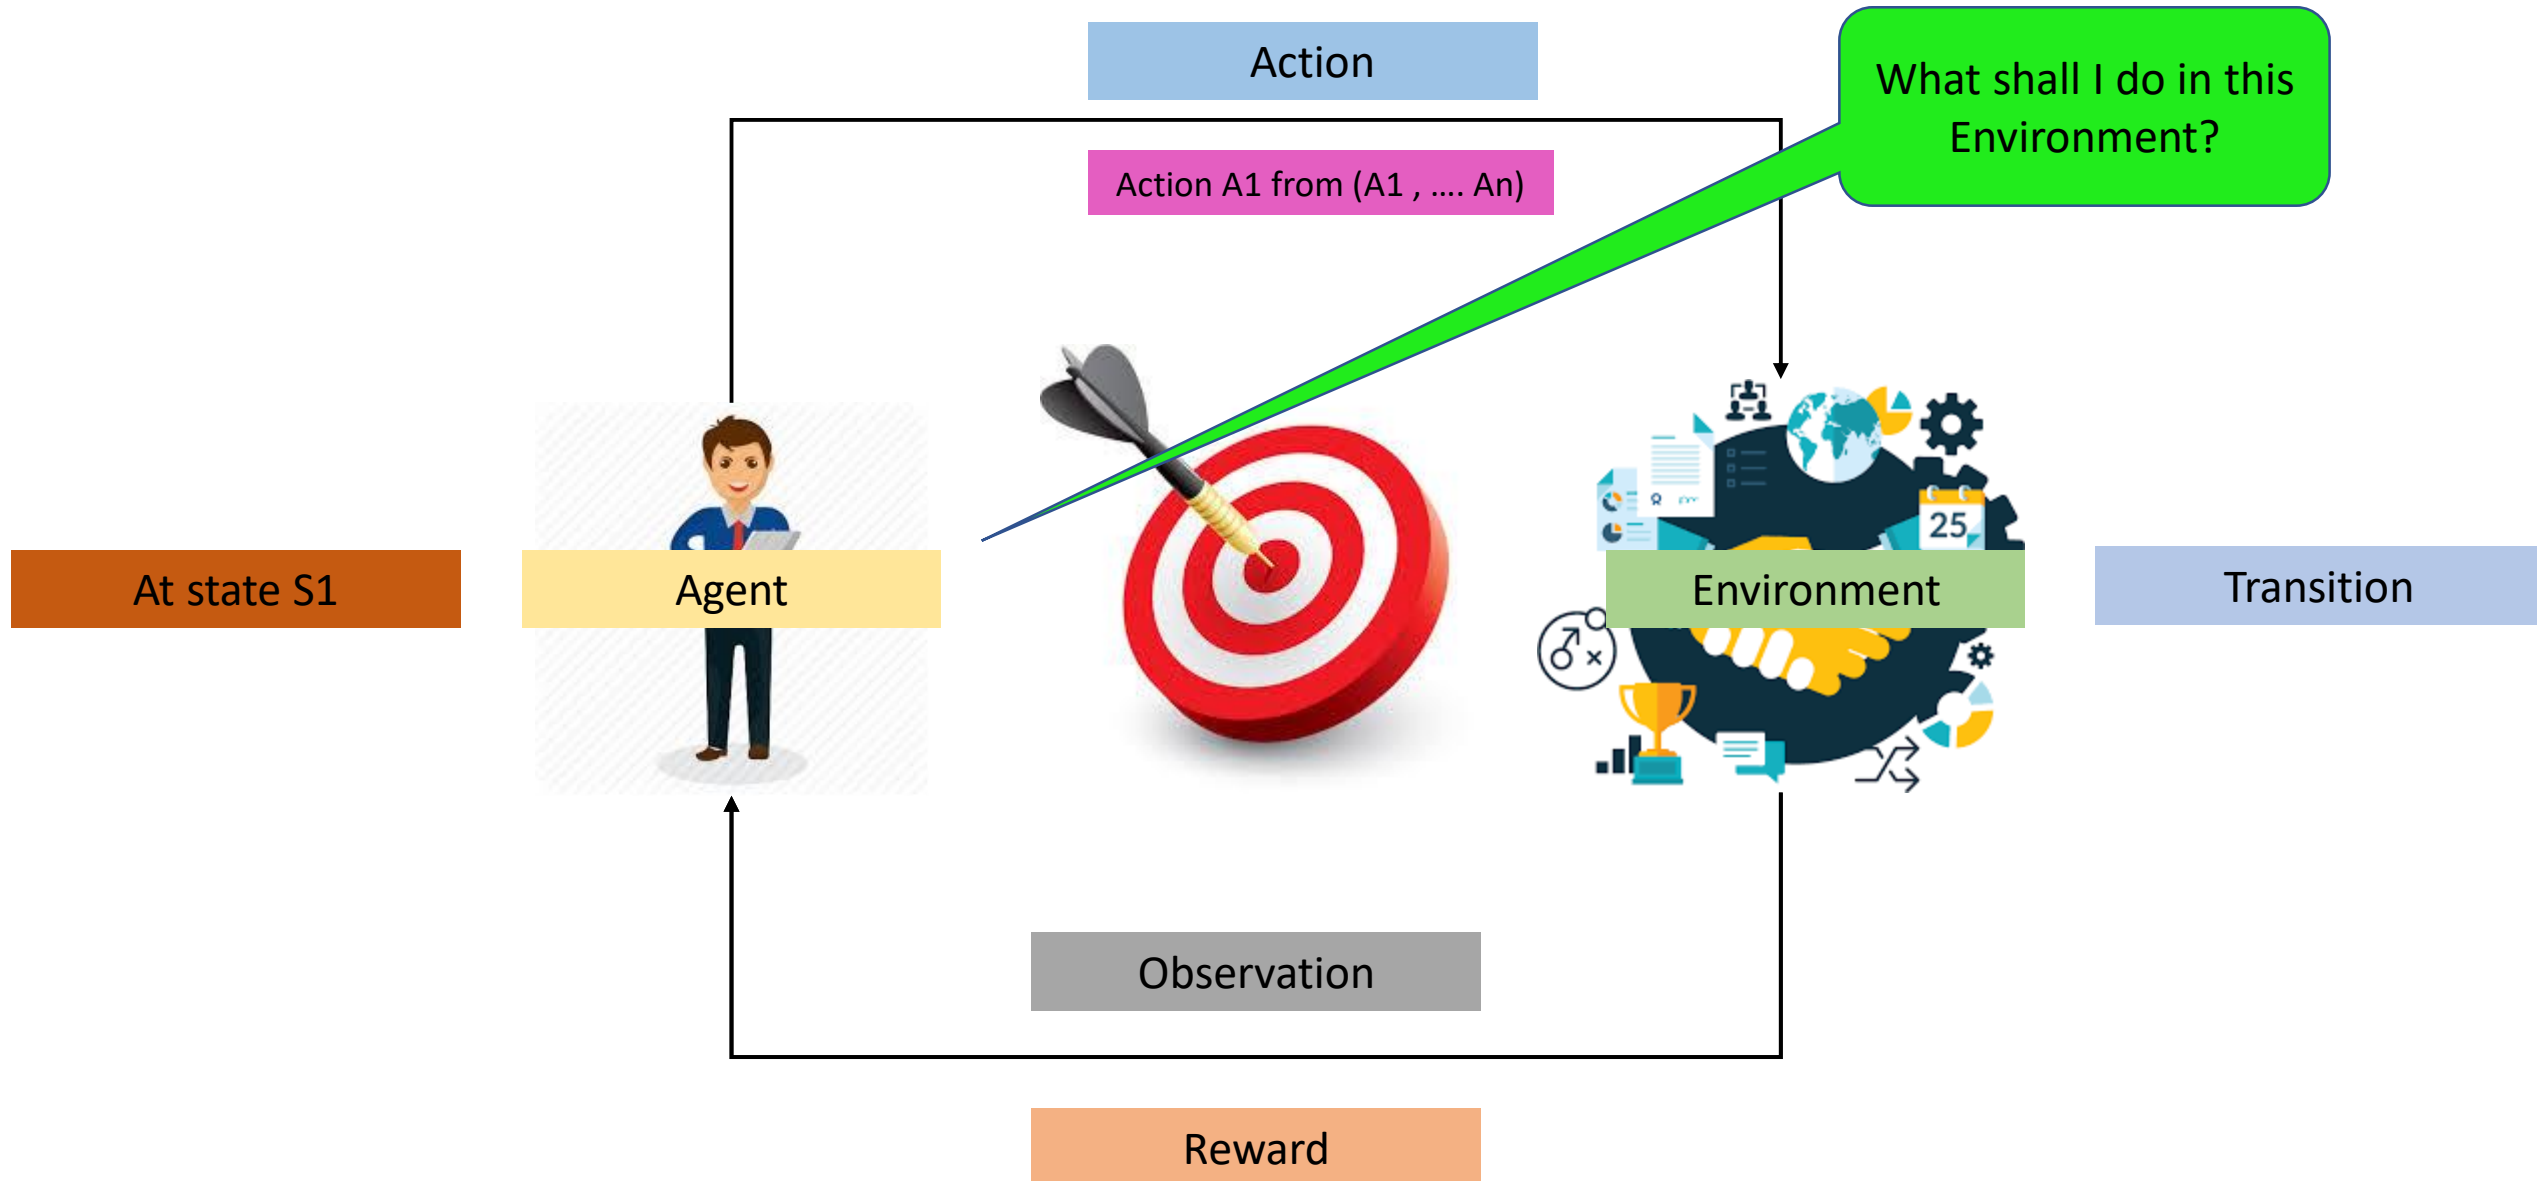 Action
What shall I do in this
Environment?
Action A1 from (A1 , .... An)
25
At state S1
Agent
Environment
Transition
Observation
Reward